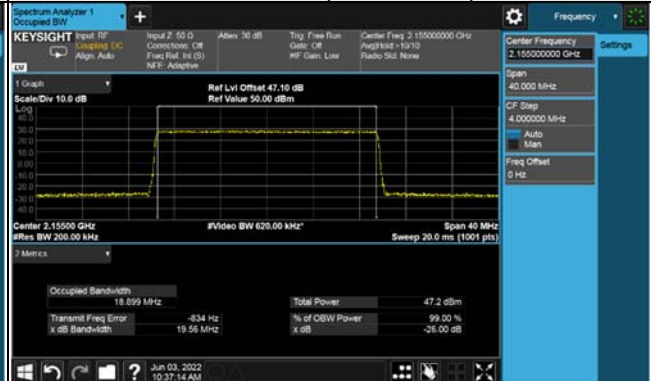 Spectrum Analyzer 1
Occupied BW
Frequency
KEYSIGHT
Input: RF
Coupling: DC
Align: Auto
Input Z: 50 Ω
Corrections: Off
Freq Ref: Int (S)
NFE: Adaptive
Atten: 30 dB
Trig: Free Run
Gate: Off
#IF Gain: Low
Center Freq: 2.155000000 GHz
Avg|Hold:>10/10
Radio Std: None
Center Frequency
2.155000000 GHz
Settings
Span
40.000 MHz
CF Step
4.000000 MHz
Auto
Man
Freq Offset
0 Hz
LXI
1 Graph
Scale/Div 10.0 dB
Ref Lvl Offset 47.10 dB
Ref Value 50.00 dBm
Log
40.0
30.0
20.0
10.0
0.00
-10.0
-20.0
-30.0
-40.0
Center 2.15500 GHz
#Res BW 200.00 kHz
#Video BW 620.00 kHz*
Span 40 MHz
Sweep 20.0 ms (1001 pts)
2 Metrics
Occupied Bandwidth
18.899 MHz
Total Power
47.2 dBm
Transmit Freq Error
-834 Hz
% of OBW Power
99.00 %
x dB Bandwidth
19.56 MHz
x dB
-26.00 dB
?
Jun 03, 2022
10:37:14 AM